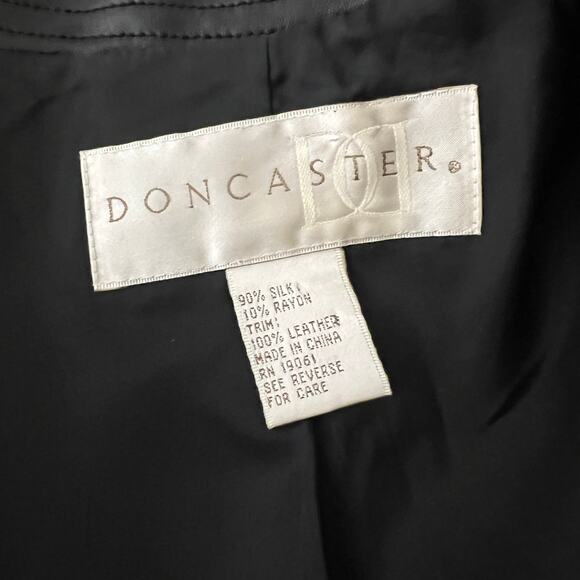 DONCASTER®
90% SILK;
10% RAYON
TRIM:
100% LEATHER
MADE IN CHINA
RN 19061
SEE REVERSE
FOR CARE